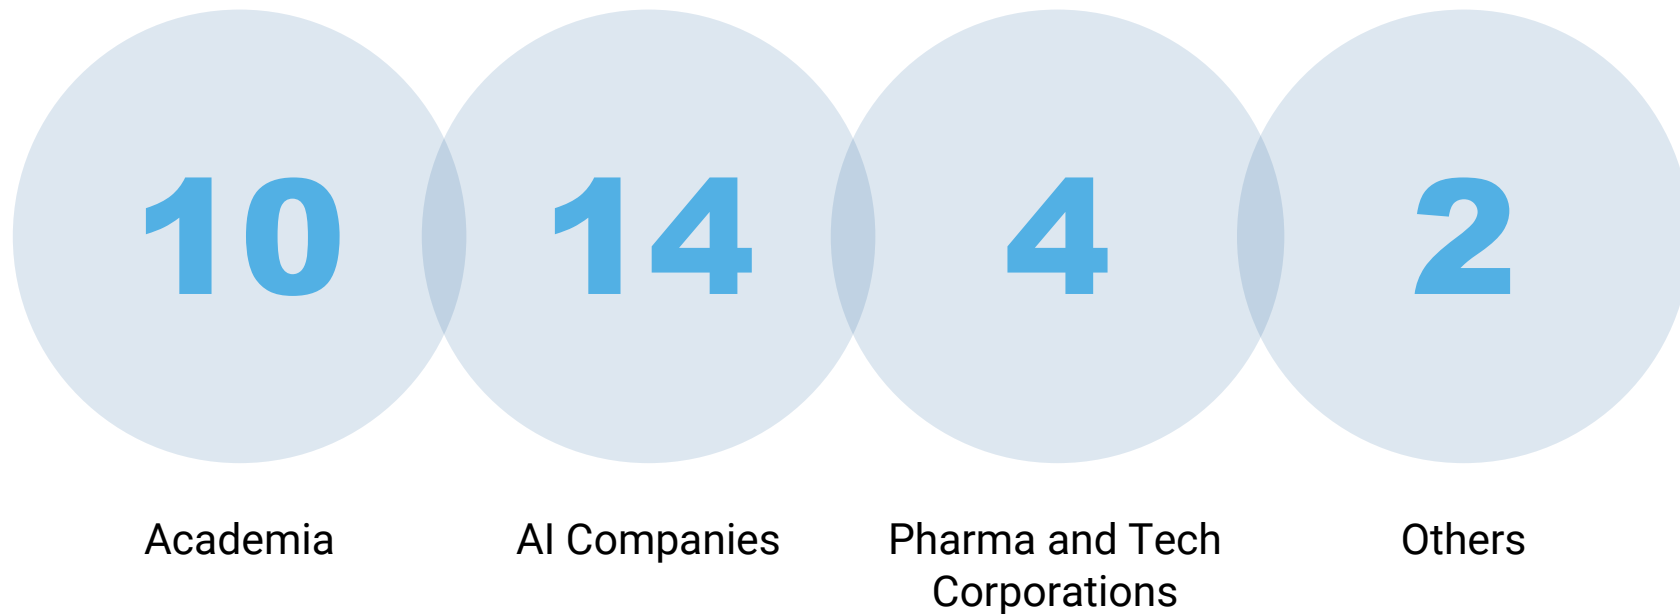 10
14
4
2
Academia
AI Companies
Pharma and Tech
Corporations
Others